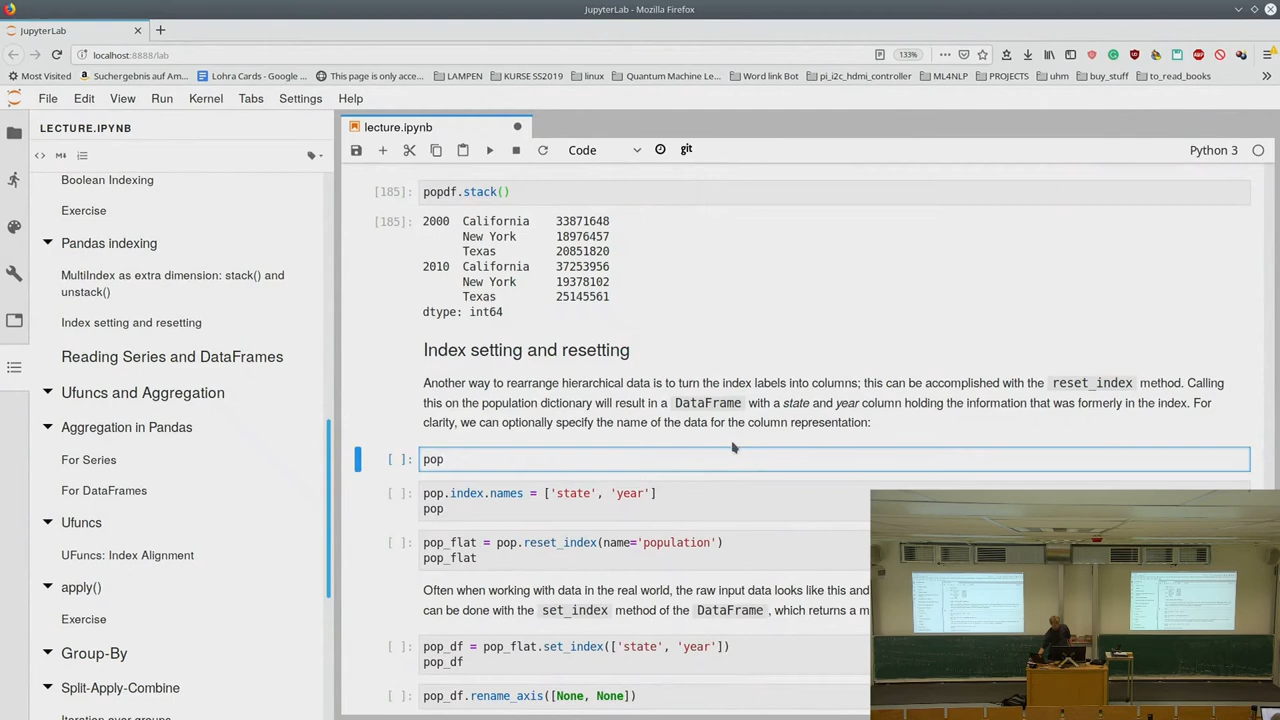 JupyterLab - Mozilla Firefox
JupyterLab
localhost:8888/lab
133%
Most Visited
Suchergebnis auf Am...
Lohra Cards - Google ...
This page is only acce...
LAMPEN
KURSE SS2019
linux
Quantum Machine Le...
Word link Bot
pi_i2c_hdmi_controller
ML4NLP
PROJECTS
uhm
buy_stuff
to_read_books
File Edit View Run Kernel Tabs Settings Help
LECTURE.IPYNB
Boolean Indexing
Exercise
Pandas indexing
MultiIndex as extra dimension: stack() and
unstack()
Index setting and resetting
Reading Series and DataFrames
Ufuncs and Aggregation
Aggregation in Pandas
For Series
For DataFrames
Ufuncs
UFuncs: Index Alignment
apply()
Exercise
Group-By
Split-Apply-Combine
Iteration over groups
lecture.ipynb
Code
git
Python 3
[185]: popdf.stack()
[185]: 2000 California 33871648
New York 18976457
Texas 20851820
2010 California 37253956
New York 19378102
Texas 25145561
dtype: int64
Index setting and resetting
Another way to rearrange hierarchical data is to turn the index labels into columns; this can be accomplished with the reset_index method. Calling
this on the population dictionary will result in a DataFrame with a state and year column holding the information that was formerly in the index. For
clarity, we can optionally specify the name of the data for the column representation:
[ ]: pop
[ ]: pop.index.names = ['state', 'year']
pop
[ ]: pop_flat = pop.reset_index(name='population')
pop_flat
Often when working with data in the real world, the raw input data looks like this and
can be done with the set_index method of the DataFrame, which returns a m
[ ]: pop_df = pop_flat.set_index(['state', 'year'])
pop_df
[ ]: pop_df.rename_axis([None, None])